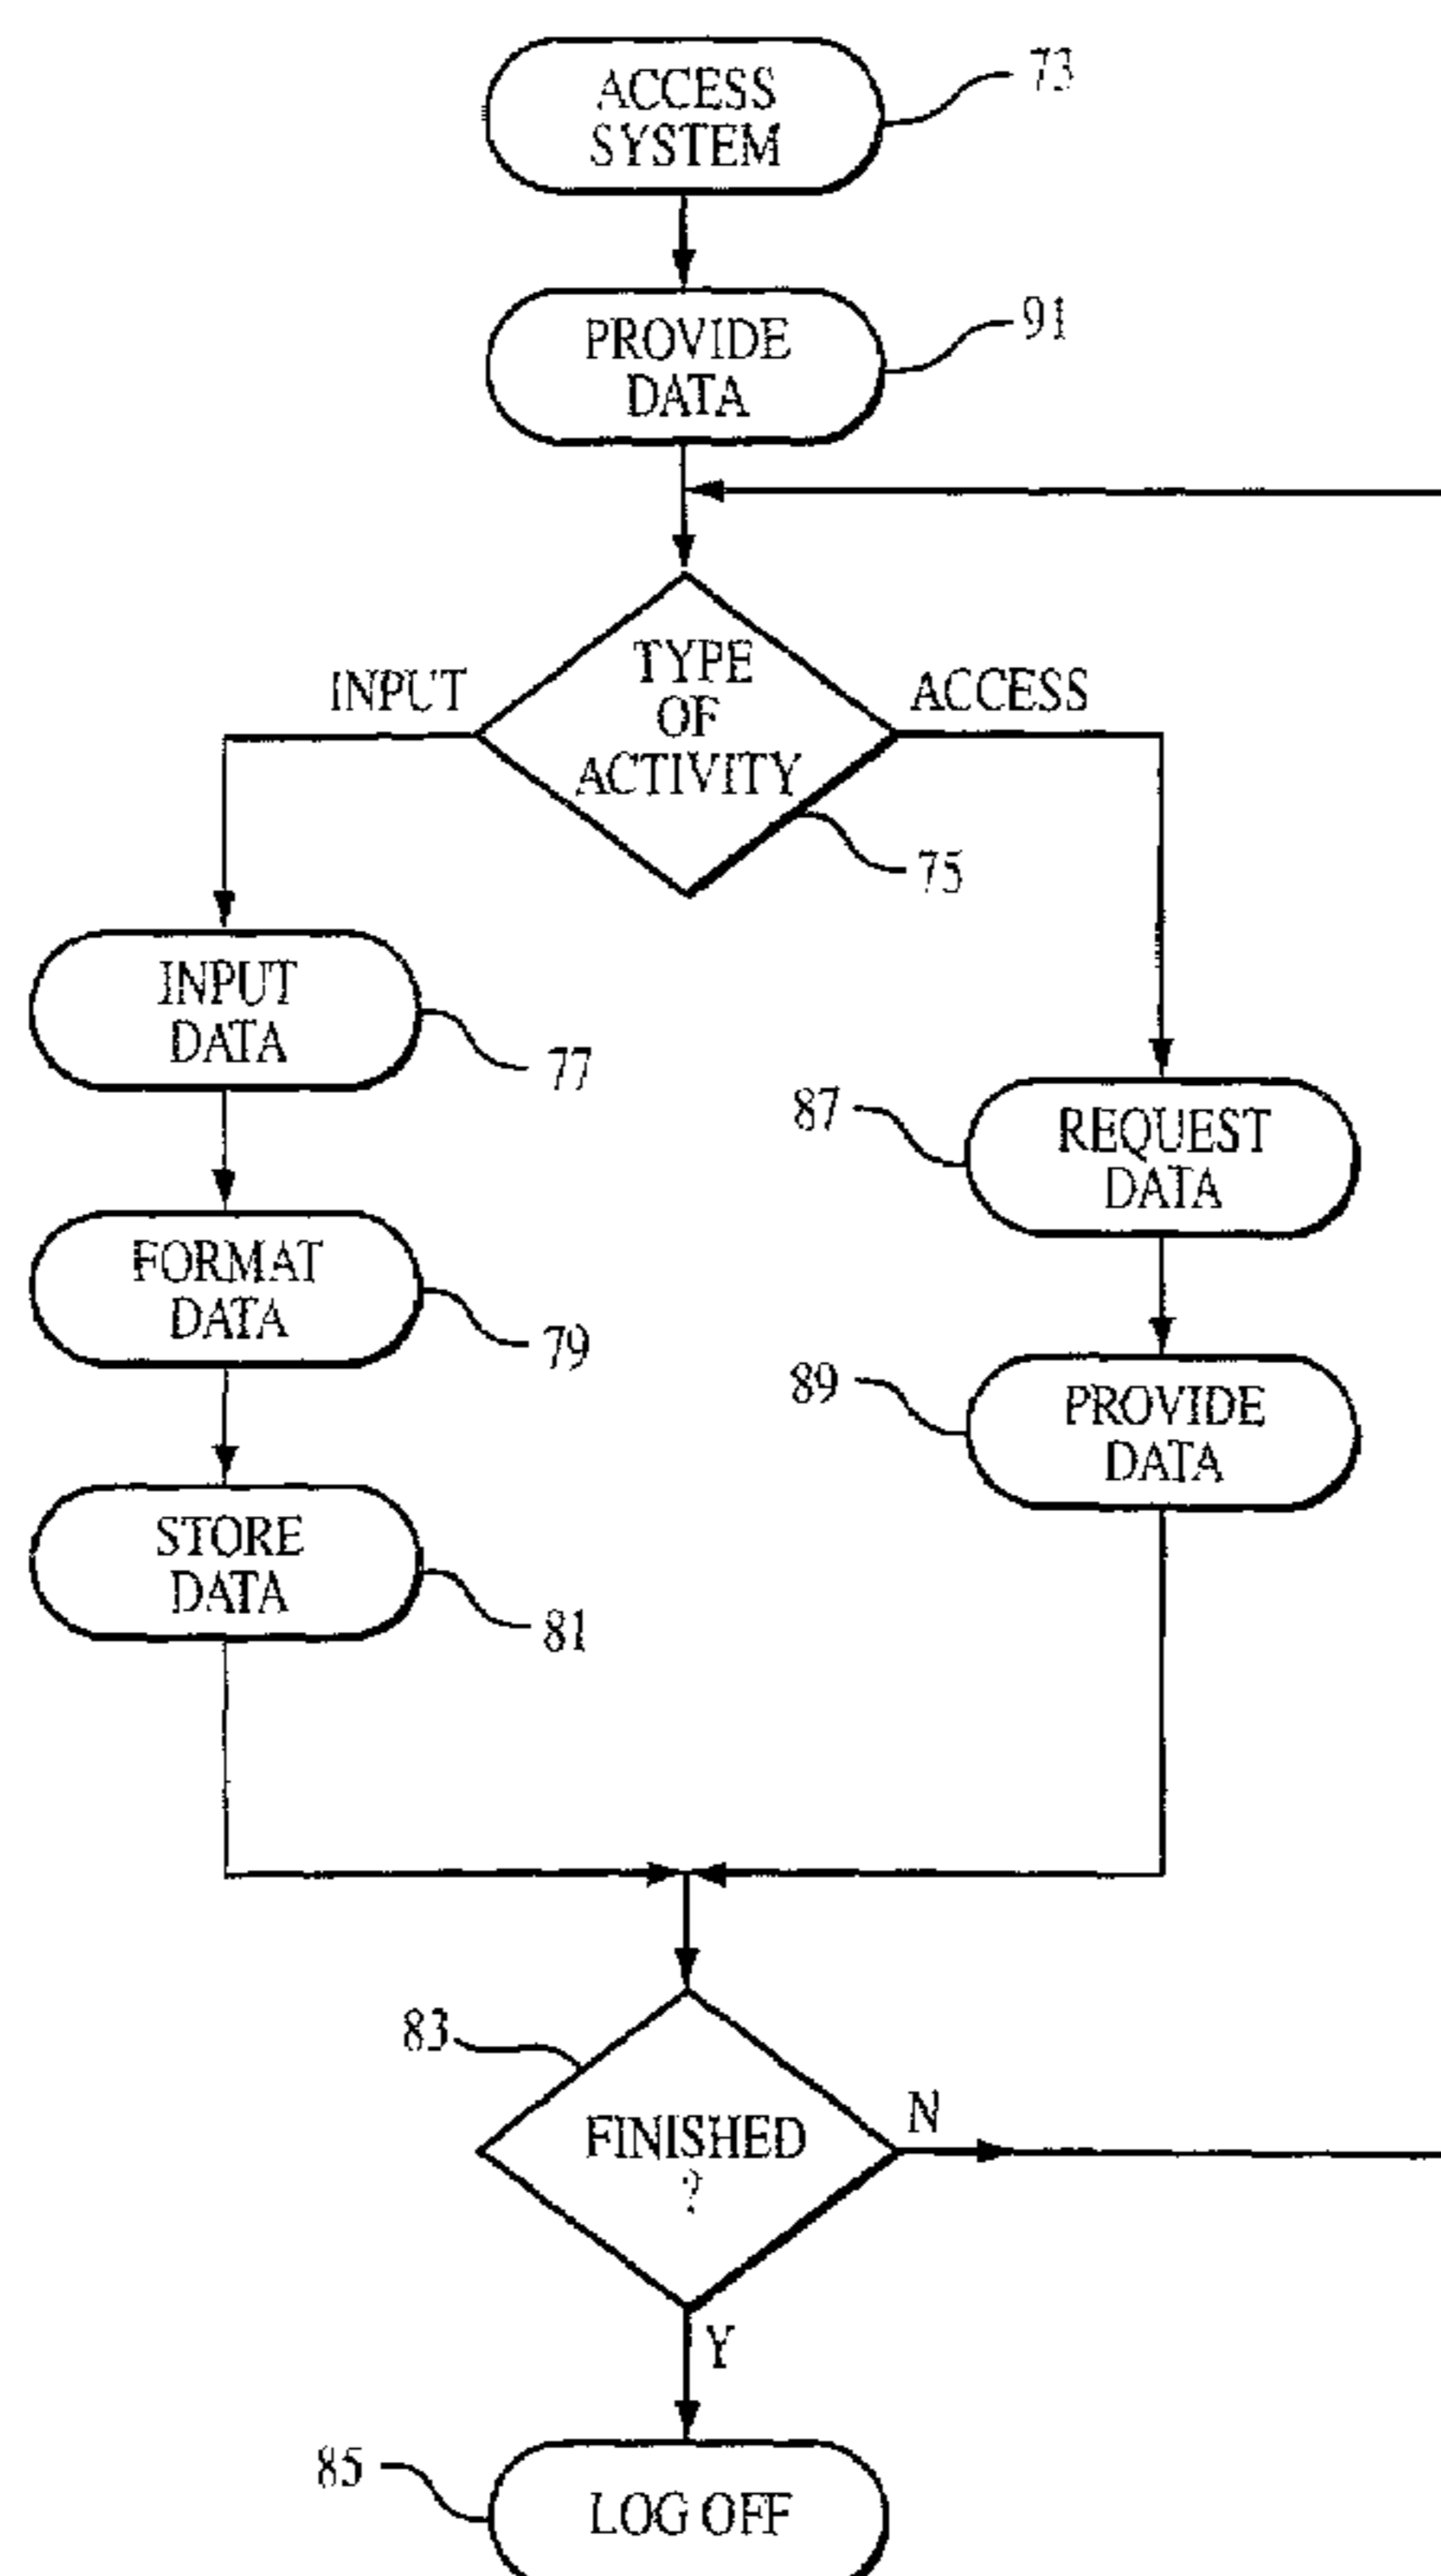 ACCESS
SYSTEM
73
PROVIDE
DATA
91
TYPE
OF
ACTIVITY
INPUT
ACCESS
75
INPUT
DATA
77
87
REQUEST
DATA
FORMAT
DATA
79
89
PROVIDE
DATA
STORE
DATA
81
83
FINISHED
?
N
Y
85
LOG OFF